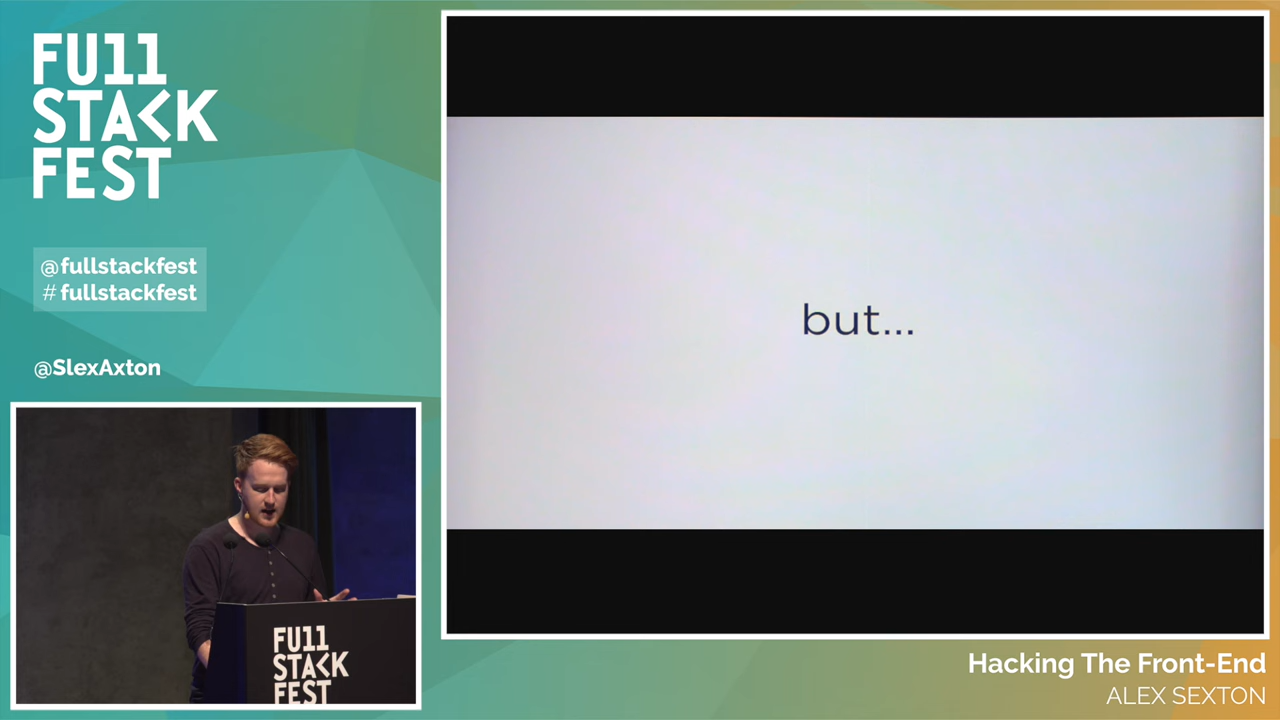 FU11
STACK
FEST
@fullstackfest
# fullstackfest
@SlexAxton
but...
FU11
STACK
FEST
Hacking The Front-End
ALEX SEXTON